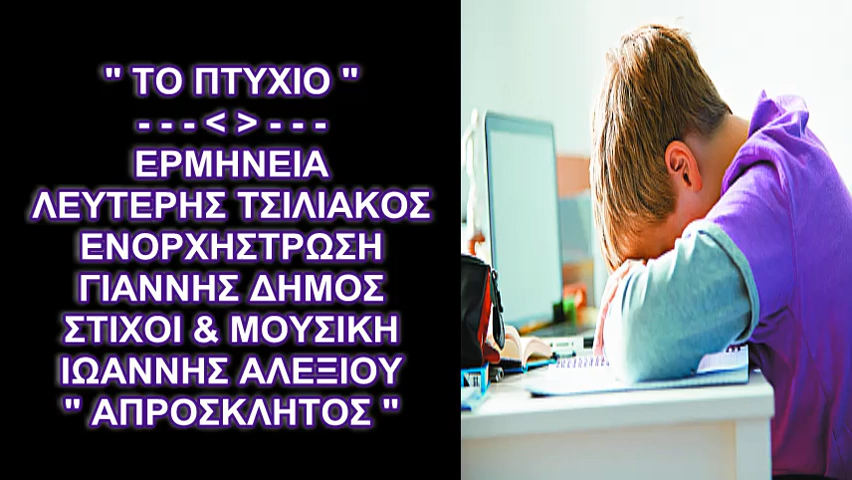 " ΤΟ ΠΤΥΧΙΟ "
- - - < > - - -
ΕΡΜΗΝΕΙΑ
ΛΕΥΤΕΡΗΣ ΤΣΙΛΙΑΚΟΣ
ΕΝΟΡΧΗΣΤΡΩΣΗ
ΓΙΑΝΝΗΣ ΔΗΜΟΣ
ΣΤΙΧΟΙ & ΜΟΥΣΙΚΗ
ΙΩΑΝΝΗΣ ΑΛΕΞΙΟΥ
" ΑΠΡΟΣΚΛΗΤΟΣ "